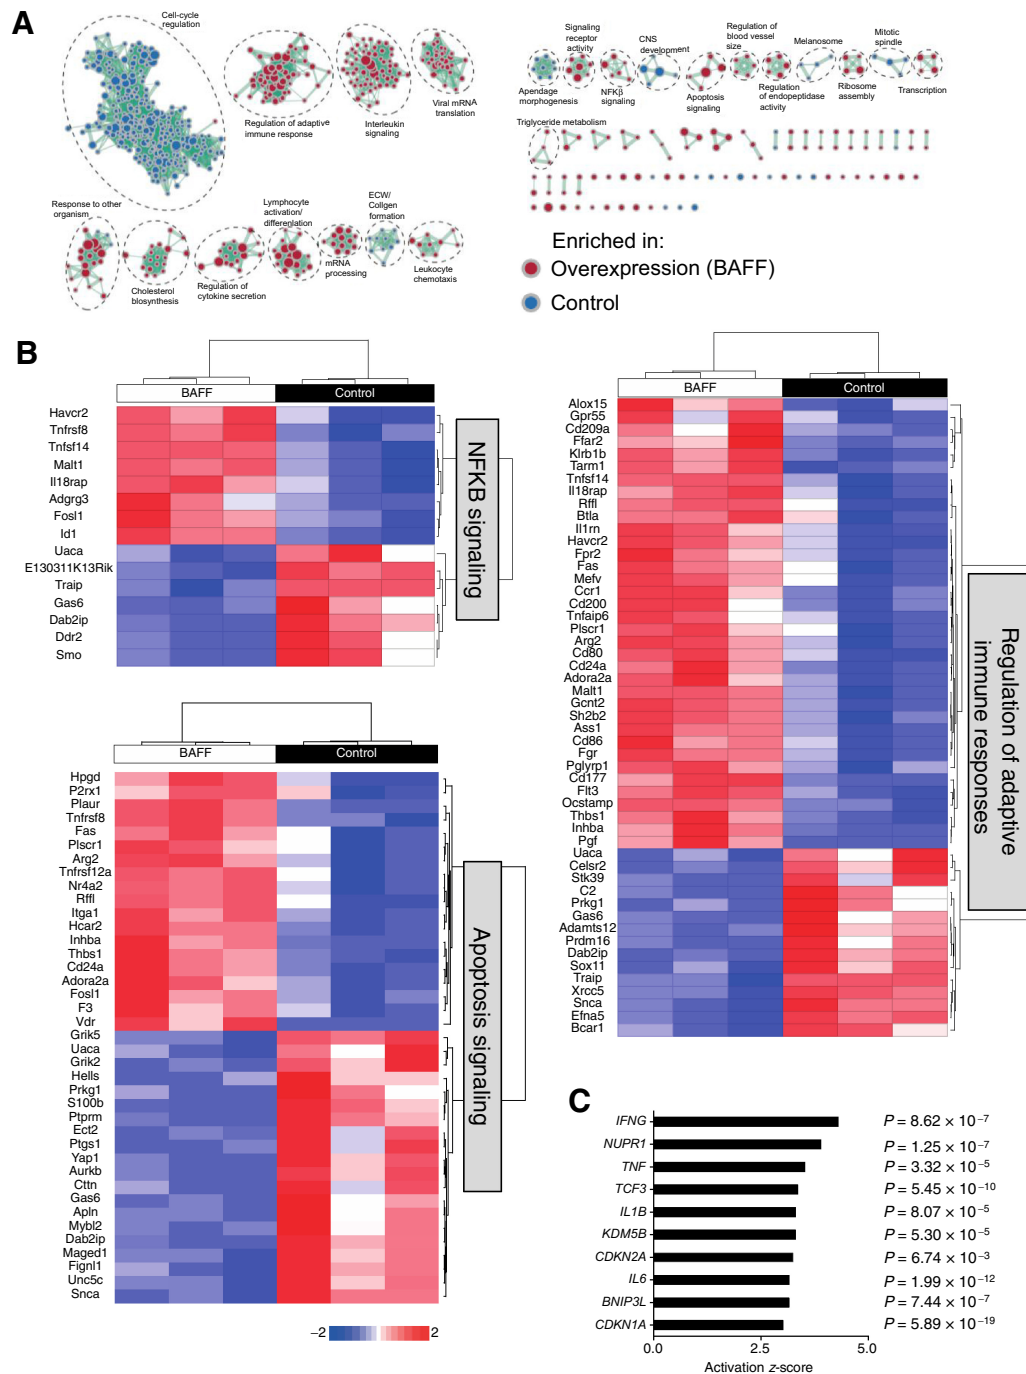 A
Cell-cycle
regulation
Regulation of adaptive
immune response
Interleukin
signaling
Viral mRNA
translation
Response to other
organism
Cholesterol
biosynthesis
Regulation of
cytokine secretion
Lymphocyte
activation/
differenlation
mRNA
processing
ECW/
Collgen
formation
Leukocyte
chemotaxis
Apendage
morphogenesis
Signaling
receptor
activity
NFKβ
signaling
CNS
development
Apoptosis
signaling
Regulation of
blood vessel
size
Regulation
of endopeptidase
activity
Melanosome
Ribosome
assembly
Mitotic
spindle
Transcription
Triglyceride metabolism
Enriched in:
Overexpression (BAFF)
Control
B
BAFF
Control
Havcr2
Tnfrsf8
Tnfsf14
Malt1
Il18rap
Adgrg3
Fosl1
Id1
Uaca
E130311K13Rik
Traip
Gas6
Dab2ip
Ddr2
Smo
NFKB signaling
BAFF
Control
Hpgd
P2rx1
Plaur
Tnfrsf8
Fas
Plscr1
Arg2
Tnfrsf12a
Nr4a2
Rffl
Itga1
Hcar2
Inhba
Thbs1
Cd24a
Adora2a
Fosl1
F3
Vdr
Grik5
Uaca
Grik2
Hells
Prkg1
S100b
Ptprm
Ect2
Ptgs1
Yap1
Aurkb
Cttn
Gas6
Apln
Mybl2
Dab2ip
Maged1
Fignl1
Unc5c
Snca
Apoptosis signaling
−2
2
BAFF
Control
Alox15
Gpr55
Cd209a
Ffar2
Klrb1b
Tarm1
Tnfsf14
Il18rap
Rffl
Btla
Il1rn
Havcr2
Fpr2
Fas
Mefv
Ccr1
Cd200
Tnfaip6
Plscr1
Arg2
Cd80
Cd24a
Adora2a
Malt1
Gcnt2
Sh2b2
Ass1
Cd86
Fgr
Pglyrp1
Cd177
Flt3
Ocstamp
Thbs1
Inhba
Pgf
Uaca
Celsr2
Stk39
C2
Prkg1
Gas6
Adamts12
Prdm16
Dab2ip
Sox11
Traip
Xrcc5
Snca
Efna5
Bcar1
Regulation of adaptive
immune responses
C
IFNG P = 8.62 × 10⁻⁷
NUPR1 P = 1.25 × 10⁻⁷
TNF P = 3.32 × 10⁻⁵
TCF3 P = 5.45 × 10⁻¹⁰
IL1B P = 8.07 × 10⁻⁵
KDM5B P = 5.30 × 10⁻⁵
CDKN2A P = 6.74 × 10⁻³
IL6 P = 1.99 × 10⁻¹²
BNIP3L P = 7.44 × 10⁻⁷
CDKN1A P = 5.89 × 10⁻¹⁹
0.0 2.5 5.0
Activation z-score